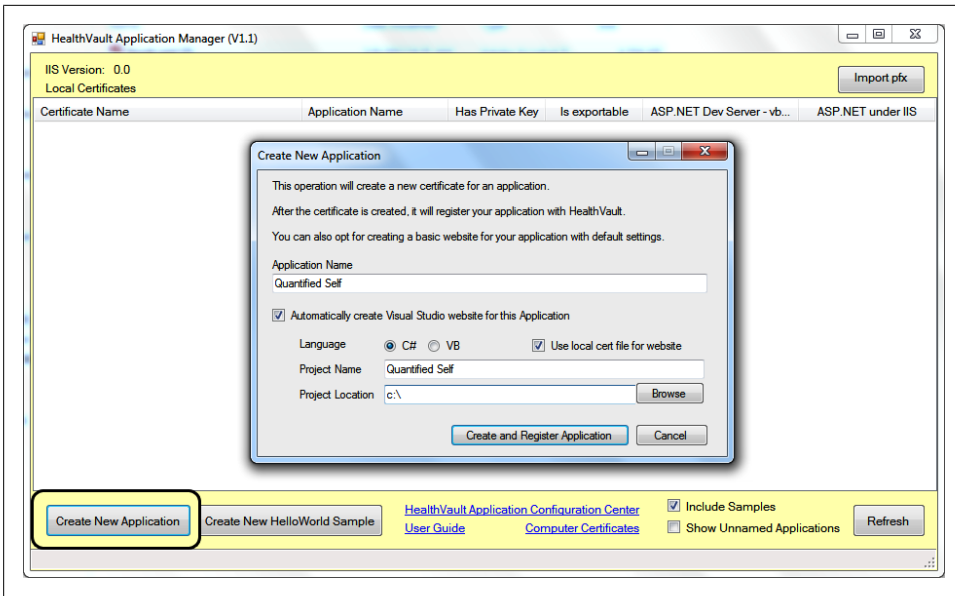 HealthVault Application Manager (V1.1)
IIS Version: 0.0
Local Certificates
Import pfx
Certificate Name Application Name Has Private Key Is exportable ASP.NET Dev Server - vb... ASP.NET under IIS
Create New Application
This operation will create a new certificate for an application.
After the certificate is created, it will register your application with HealthVault.
You can also opt for creating a basic website for your application with default settings.
Application Name
Quantified Self
Automatically create Visual Studio website for this Application
Language C# VB Use local cert file for website
Project Name Quantified Self
Project Location c:\ Browse
Create and Register Application Cancel
Create New Application Create New HelloWorld Sample
HealthVault Application Configuration Center
User Guide Computer Certificates
Include Samples
Show Unnamed Applications
Refresh